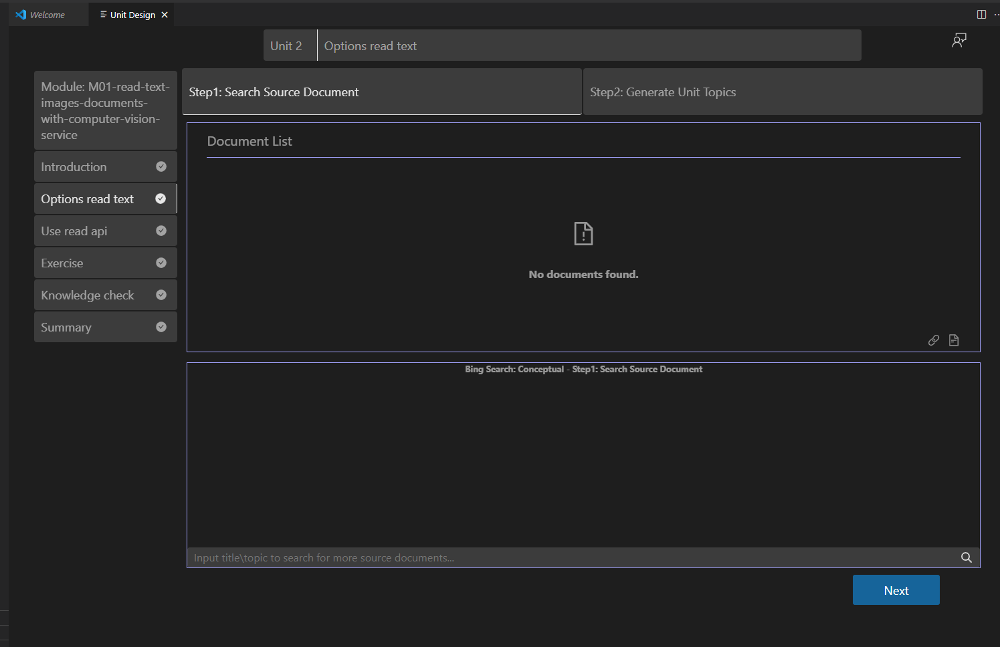 Welcome
Unit Design
Unit 2
Options read text
Module: M01-read-text-
images-documents-
with-computer-vision-
service
Introduction
Options read text
Use read api
Exercise
Knowledge check
Summary
Step1: Search Source Document
Step2: Generate Unit Topics
Document List
No documents found.
Bing Search: Conceptual - Step1: Search Source Document
Input title\topic to search for more source documents...
Next